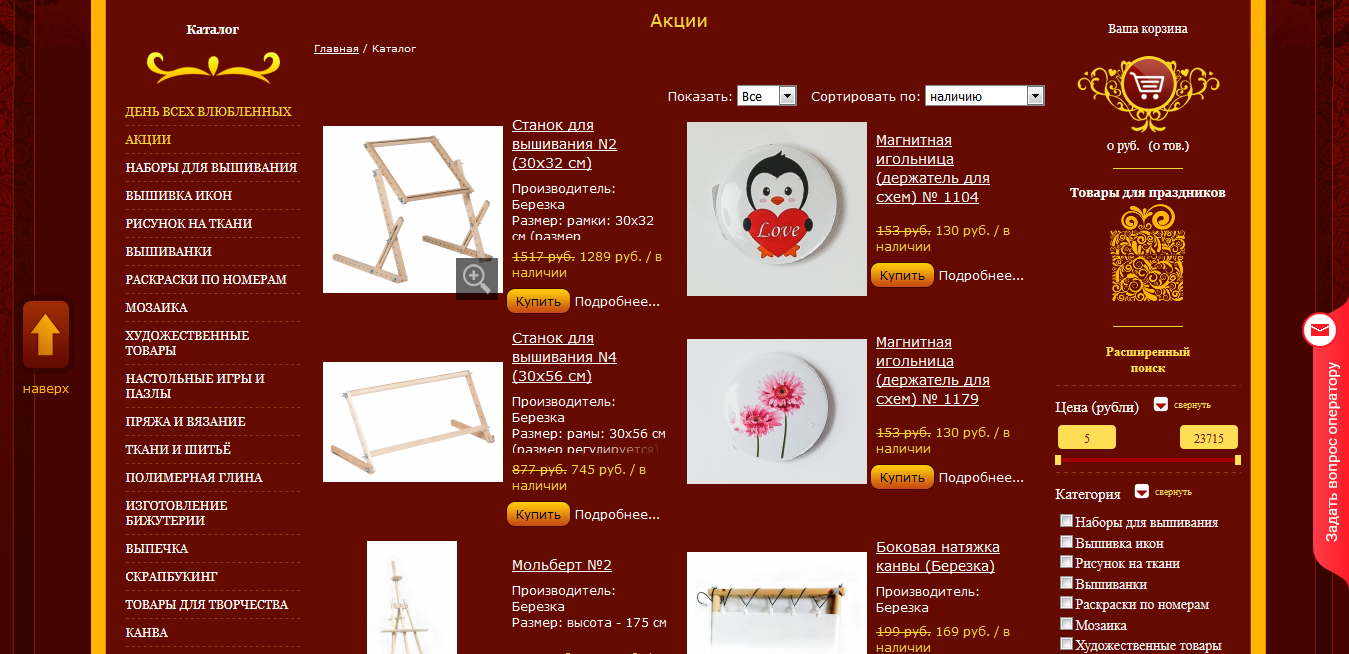 Каталог
ДЕНЬ ВСЕХ ВЛЮБЛЕННЫХ
АКЦИИ
НАБОРЫ ДЛЯ ВЫШИВАНИЯ
ВЫШИВКА ИКОН
РИСУНОК НА ТКАНИ
ВЫШИВАНКИ
РАСКРАСКИ ПО НОМЕРАМ
МОЗАИКА
ХУДОЖЕСТВЕННЫЕ
ТОВАРЫ
НАСТОЛЬНЫЕ ИГРЫ И
ПАЗЛЫ
ПРЯЖА И ВЯЗАНИЕ
ТКАНИ И ШИТЬЁ
ПОЛИМЕРНАЯ ГЛИНА
ИЗГОТОВЛЕНИЕ
БИЖУТЕРИИ
ВЫПЕЧКА
СКРАПБУКИНГ
ТОВАРЫ ДЛЯ ТВОРЧЕСТВА
КАНВА
наверх
Акции
Главная / Каталог
Показать: Все Сортировать по: наличию
Станок для
вышивания N2
(30x32 см)
Производитель:
Березка
Размер: рамки: 30х32
см (размер
1517 руб. 1289 руб. / в
наличии
Купить Подробнее...
Love
Магнитная
игольница
(держатель для
схем) № 1104
153 руб. 130 руб. / в
наличии
Купить Подробнее...
Станок для
вышивания N4
(30х56 см)
Производитель:
Березка
Размер: рамы: 30х56 см
(размер регулируется)
877 руб. 745 руб. / в
наличии
Купить Подробнее...
Магнитная
игольница
(держатель для
схем) № 1179
153 руб. 130 руб. / в
наличии
Купить Подробнее...
Мольберт №2
Производитель:
Березка
Размер: высота - 175 см
Боковая натяжка
канвы (Березка)
Производитель:
Березка
199 руб. 169 руб. / в
наличии
Ваша корзина
0 руб. (0 тов.)
Товары для праздников
Расширенный
поиск
Цена (рубли) свернуть
5 23715
Категория свернуть
Наборы для вышивания
Вышивка икон
Рисунок на ткани
Вышиванки
Раскраски по номерам
Мозаика
Художественные товары
Задать вопрос оператору